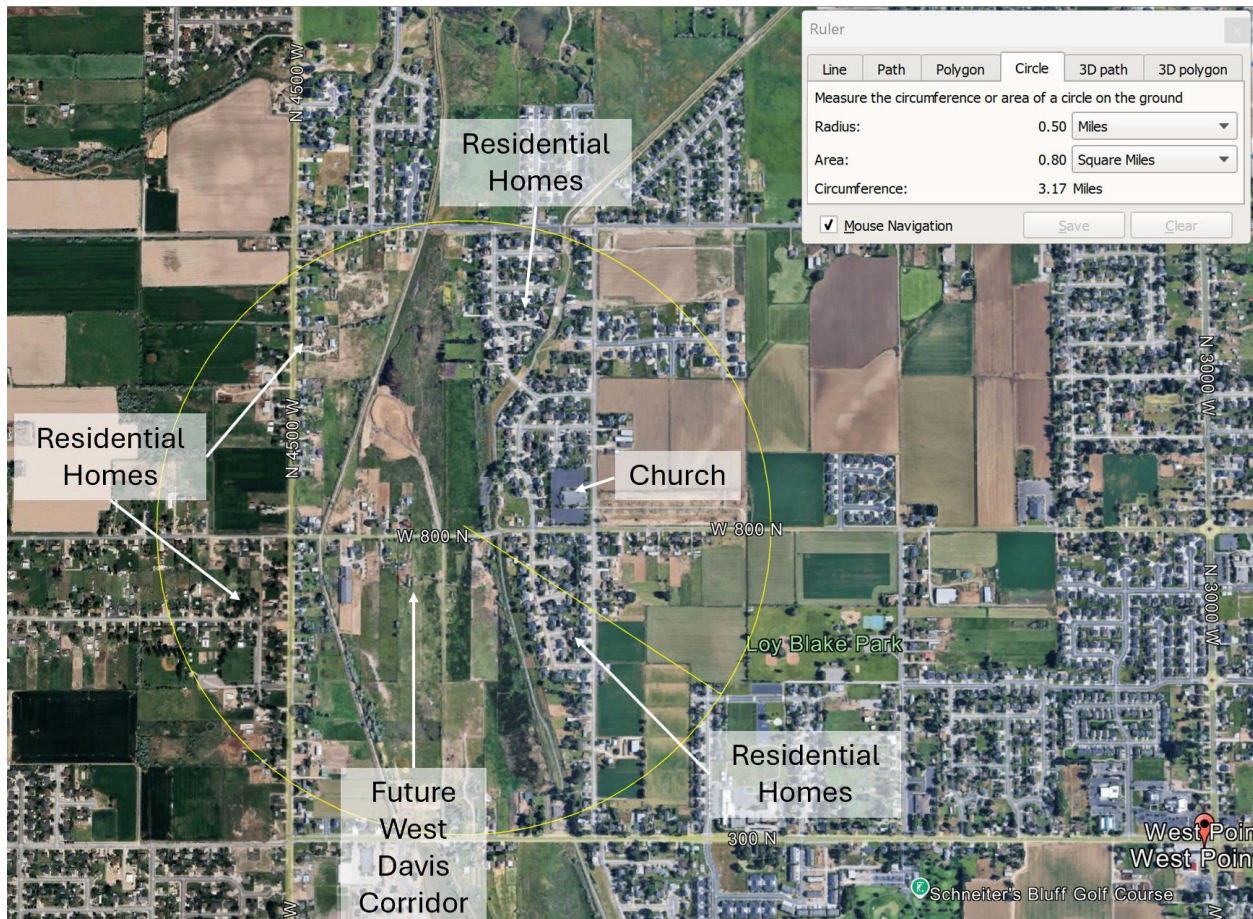 Ruler
Line Path Polygon Circle 3D path 3D polygon
Measure the circumference or area of a circle on the ground
Radius: 0.50 Miles
Area: 0.80 Square Miles
Circumference: 3.17 Miles
Mouse Navigation Save Clear
N 4500 W
Residential
Homes
N 3000 W
Residential
Homes
N 4500 W
Church
W 800 N
W 800 N
N 3000 W
Loy Blake Park
Residential
Homes
Future
West
Davis
Corridor
300 N
West Poin
West Poin
Schneiter's Bluff Golf Course
W